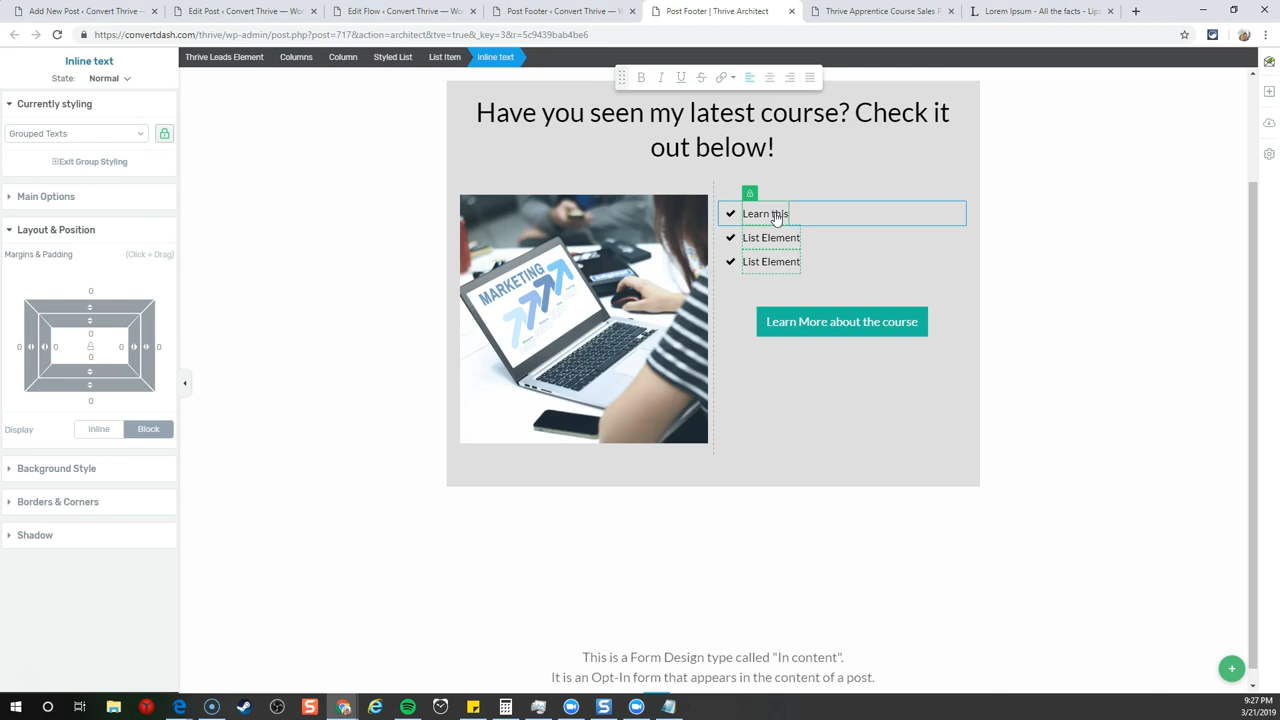 Add New Post ‹ Convert Thrive — Wo
Edit Post ‹ Convert Thrive — Wor
Edit Flow ‹ Convert Thrive — Wor
Post Footer ‹ Convert Thrive — W
Post Footer | Thrive Architect
Thrive Apprentice Course Sales P
Lorem Ipsum - All the facts - Lip
https://convertdash.com/thrive/wp-admin/post.php?post=717&action=architect&tve=true&_key=3&r=5c9439bab4be6
Inline text
State: Normal
Thrive Leads Element
Columns
Column
Styled List
List Item
Inline text
Currently styling
Grouped Texts
Exit Group Styling
Main Options
Layout & Position
Margins & Padding [Click + Drag]
0
0
0 0 0 0
0
0
Display Inline Block
Background Style
Borders & Corners
Shadow
Have you seen my latest course? Check it
out below!
MARKETING
Learn this
List Element
List Element
Learn More about the course
This is a Form Design type called "In content".
It is an Opt-In form that appears in the content of a post.
9:27 PM
3/21/2019